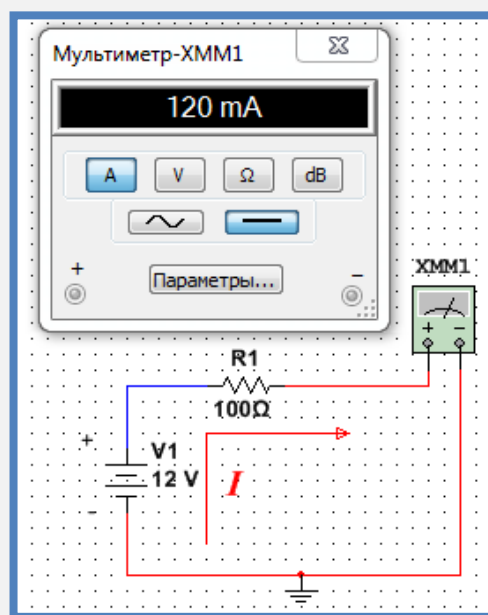 Мультиметр-XMM1
120 mA
A V Ω dB
+ Параметры... −
XMM1
+ −
R1
100Ω
+
V1
12 V
I
-